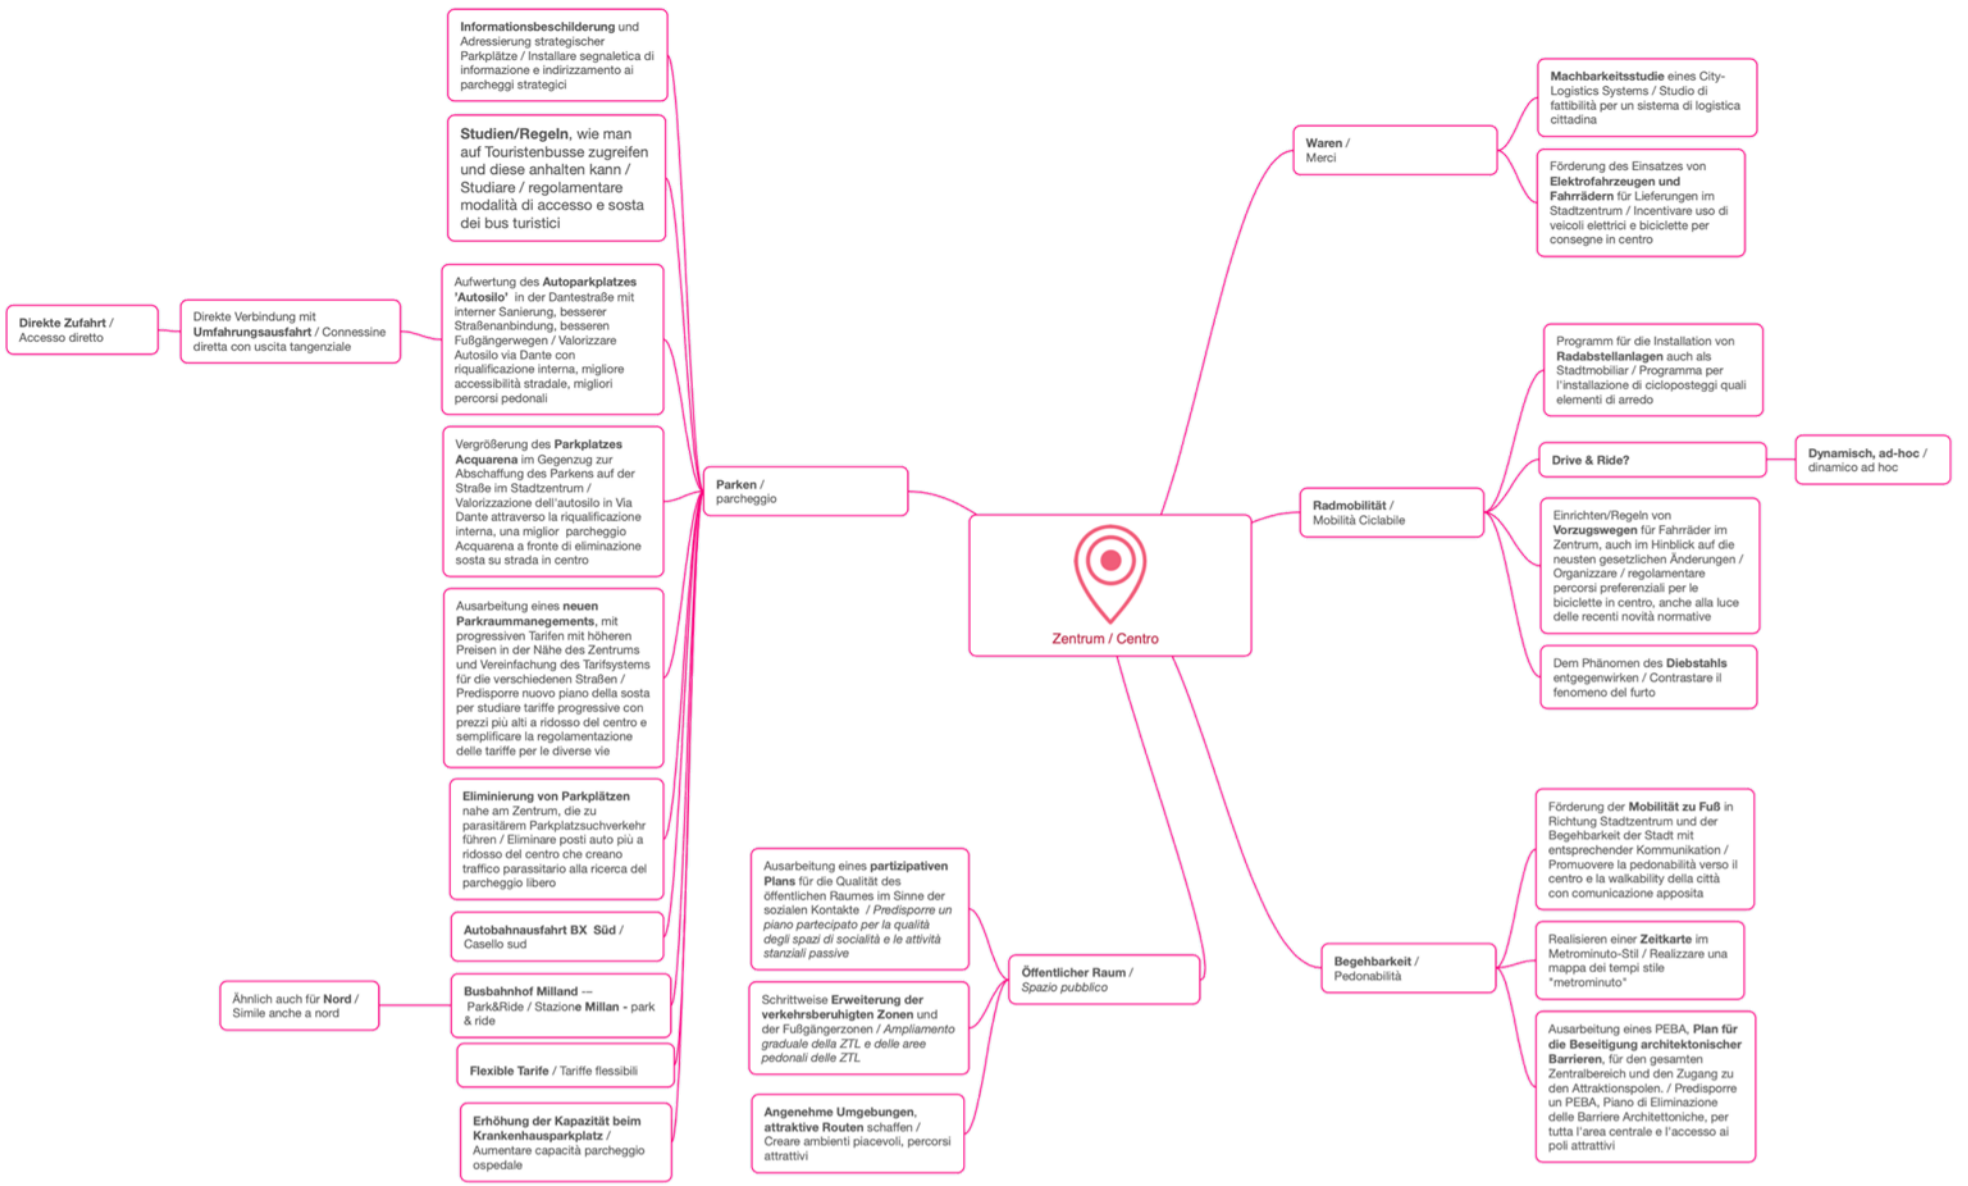 Informationsbeschilderung und
Adressierung strategischer
Parkplätze / Installare segnaletica di
informazione e indirizzamento ai
parcheggi strategici
Studien/Regeln, wie man
auf Touristenbusse zugreifen
und diese anhalten kann /
Studiare / regolamentare
modalità di accesso e sosta
dei bus turistici
Direkte Zufahrt /
Accesso diretto
Direkte Verbindung mit
Umfahrungsausfahrt / Connessine
diretta con uscita tangenziale
Aufwertung des Autoparkplatzes
'Autosilo' in der Dantestraße mit
interner Sanierung, besserer
Straßenanbindung, besseren
Fußgängerwegen / Valorizzare
Autosilo via Dante con
riqualificazione interna, migliore
accessibilità stradale, migliori
percorsi pedonali
Vergrößerung des Parkplatzes
Acquarena im Gegenzug zur
Abschaffung des Parkens auf der
Straße im Stadtzentrum /
Valorizzazione dell'autosilo in Via
Dante attraverso la riqualificazione
interna, una miglior parcheggio
Acquarena a fronte di eliminazione
sosta su strada in centro
Ausarbeitung eines neuen
Parkraummanegements, mit
progressiven Tarifen mit höheren
Preisen in der Nähe des Zentrums
und Vereinfachung des Tarifsystems
für die verschiedenen Straßen /
Predisporre nuovo piano della sosta
per studiare tariffe progressive con
prezzi più alti a ridosso del centro e
semplificare la regolamentazione
delle tariffe per le diverse vie
Eliminierung von Parkplätzen
nahe am Zentrum, die zu
parasitärem Parkplatzsuchverkehr
führen / Eliminare posti auto più a
ridosso del centro che creano
traffico parassitario alla ricerca del
parcheggio libero
Autobahnausfahrt BX Süd /
Casello sud
Ähnlich auch für Nord /
Simile anche a nord
Busbahnhof Milland --
Park&Ride / Stazione Millan - park
& ride
Flexible Tarife / Tariffe flessibili
Erhöhung der Kapazität beim
Krankenhausparkplatz /
Aumentare capacità parcheggio
ospedale
Parken /
parcheggio
Zentrum / Centro
Ausarbeitung eines partizipativen
Plans für die Qualität des
öffentlichen Raumes im Sinne der
sozialen Kontakte / Predisporre un
piano partecipato per la qualità
degli spazi di socialità e le attività
stanziali passive
Schrittweise Erweiterung der
verkehrsberuhigten Zonen und
der Fußgängerzonen / Ampliamento
graduale della ZTL e delle aree
pedonali delle ZTL
Angenehme Umgebungen,
attraktive Routen schaffen /
Creare ambienti piacevoli, percorsi
attrattivi
Öffentlicher Raum /
Spazio pubblico
Waren /
Merci
Machbarkeitsstudie eines City-
Logistics Systems / Studio di
fattibilità per un sistema di logistica
cittadina
Förderung des Einsatzes von
Elektrofahrzeugen und
Fahrrädern für Lieferungen im
Stadtzentrum / Incentivare uso di
veicoli elettrici e biciclette per
consegne in centro
Radmobilität /
Mobilità Ciclabile
Programm für die Installation von
Radabstellanlagen auch als
Stadtmobiliar / Programma per
l'installazione di cicloposteggi quali
elementi di arredo
Drive & Ride?
Dynamisch, ad-hoc /
dinamico ad hoc
Einrichten/Regeln von
Vorzugswegen für Fahrräder im
Zentrum, auch im Hinblick auf die
neusten gesetzlichen Änderungen /
Organizzare / regolamentare
percorsi preferenziali per le
biciclette in centro, anche alla luce
delle recenti novità normative
Dem Phänomen des Diebstahls
entgegenwirken / Contrastare il
fenomeno del furto
Begehbarkeit /
Pedonabilità
Förderung der Mobilität zu Fuß in
Richtung Stadtzentrum und der
Begehbarkeit der Stadt mit
entsprechender Kommunikation /
Promuovere la pedonabilità verso il
centro e la walkability della città
con comunicazione apposita
Realisieren einer Zeitkarte im
Metrominuto-Stil / Realizzare una
mappa dei tempi stile
"metrominuto"
Ausarbeitung eines PEBA, Plan für
die Beseitigung architektonischer
Barrieren, für den gesamten
Zentralbereich und den Zugang zu
den Attraktionspolen. / Predisporre
un PEBA, Piano di Eliminazione
delle Barriere Architettoniche, per
tutta l'area centrale e l'accesso ai
poli attrattivi